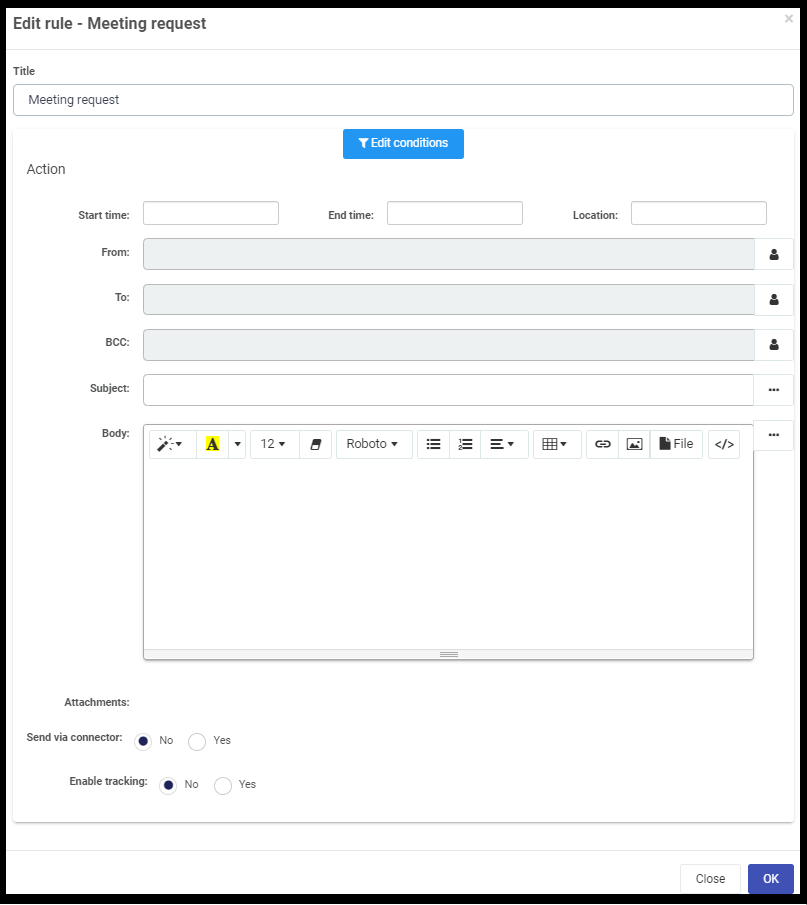 Edit rule - Meeting request
×
Title
Meeting request
Edit conditions
Action
Start time: End time: Location:
From:
To:
BCC:
Subject: ...
Body: ...
A 12 Roboto File </>
Attachments:
Send via connector: No Yes
Enable tracking: No Yes
Close OK